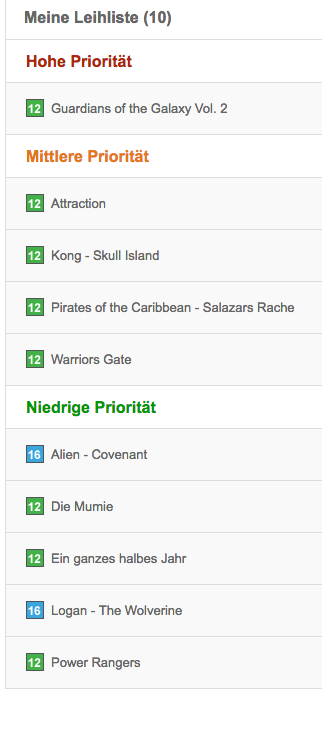 Meine Leihliste (10)
Hohe Priorität
12 Guardians of the Galaxy Vol. 2
Mittlere Priorität
12 Attraction
12 Kong - Skull Island
12 Pirates of the Caribbean - Salazars Rache
12 Warriors Gate
Niedrige Priorität
16 Alien - Covenant
12 Die Mumie
12 Ein ganzes halbes Jahr
16 Logan - The Wolverine
12 Power Rangers